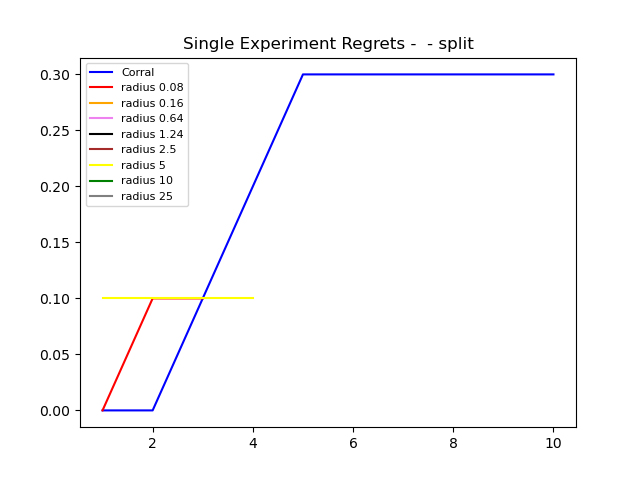 Single Experiment Regrets -  - split
Corral
radius 0.08
radius 0.16
radius 0.64
radius 1.24
radius 2.5
radius 5
radius 10
radius 25
0.30
0.25
0.20
0.15
0.10
0.05
0.00
2 4 6 8 10